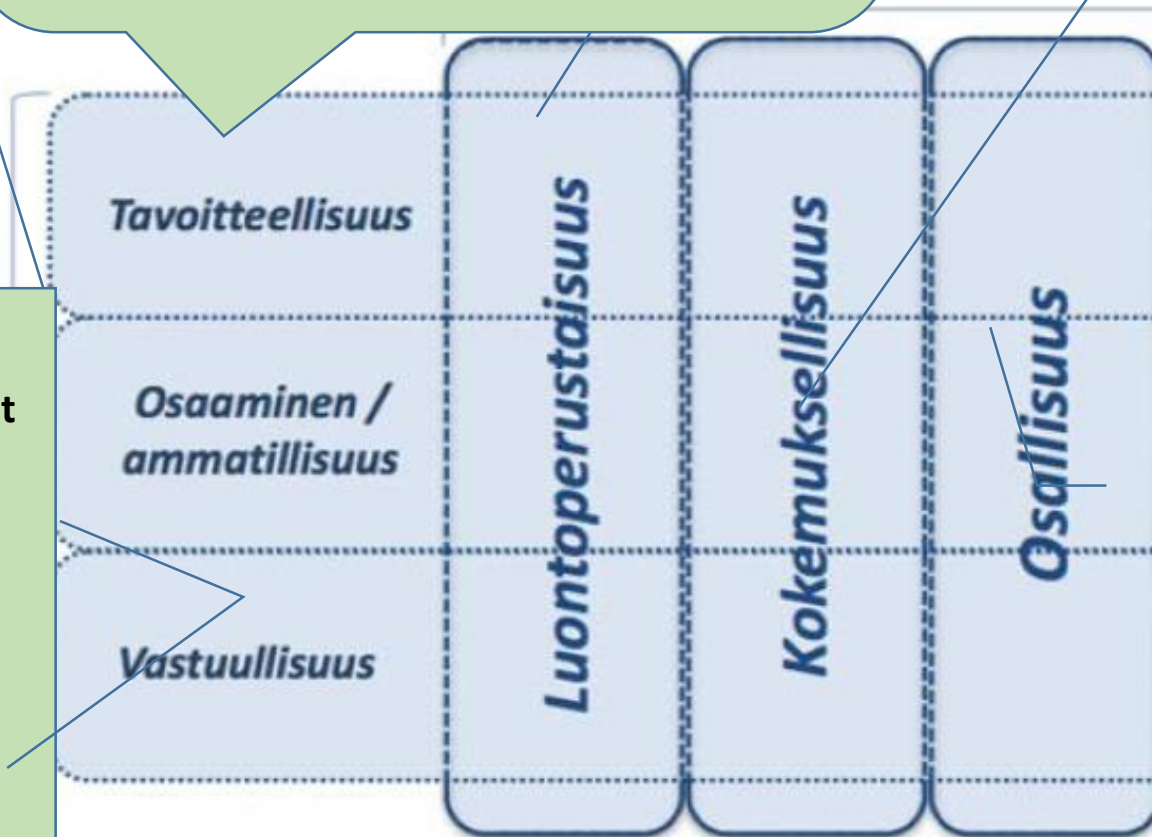 Tavoitteellisuus
t
Osaaminen /
ammatillisuus
Vastuullisuus
Luontoperustaisuus
Kokemuksellisuus
Osallisuus